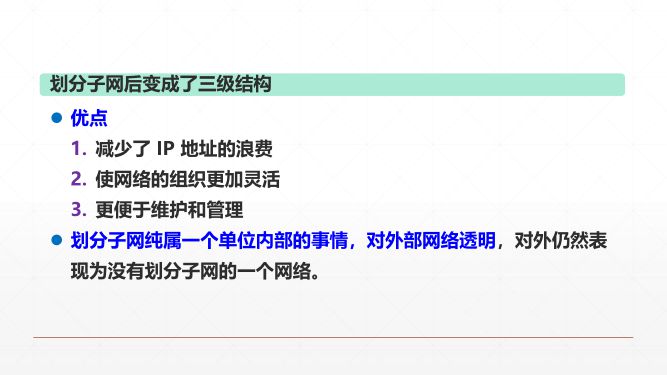 划分子网后变成了三级结构
● 优点
1. 减少了 IP 地址的浪费
2. 使网络的组织更加灵活
3. 更便于维护和管理
● 划分子网纯属一个单位内部的事情，对外部网络透明，对外仍然表
现为没有划分子网的一个网络。